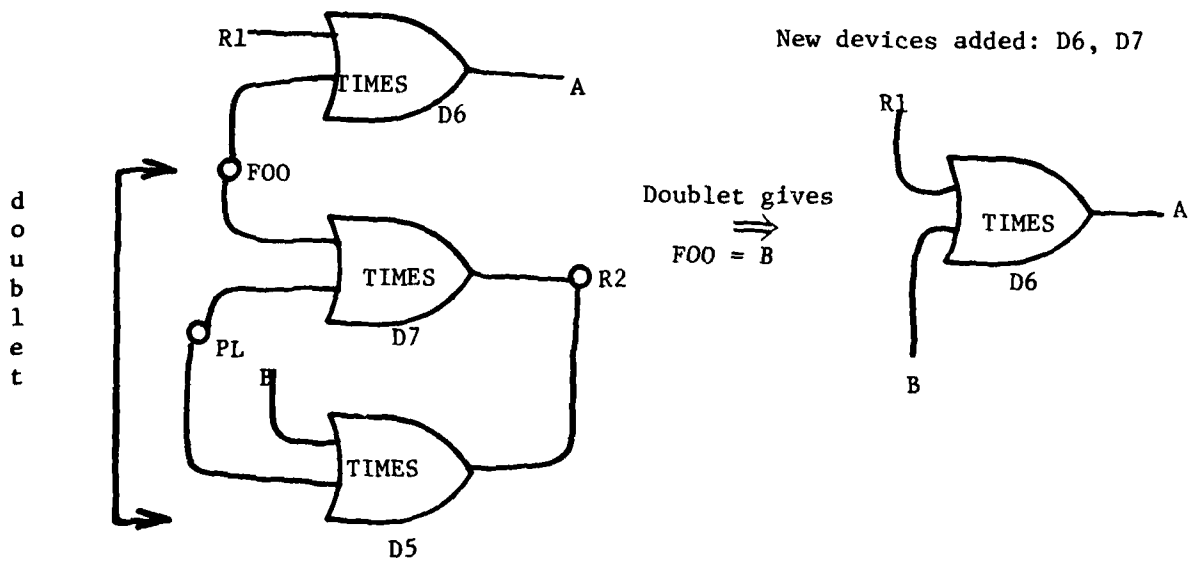 New devices added: D6, D7
R1
TIMES
A
D6
FOO
doublet
TIMES
R2
D7
PL
B
TIMES
D5
Doublet gives
⇒
FOO = B
R1
TIMES
A
D6
B